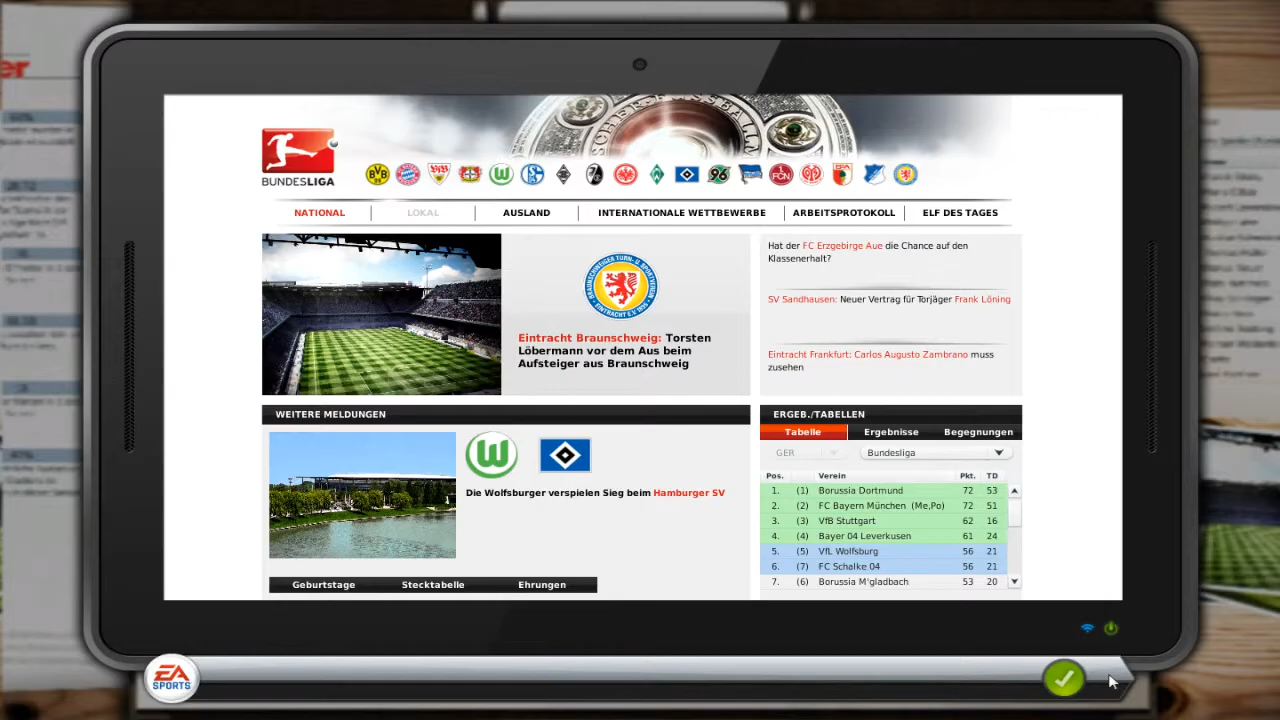 BUNDESLIGA
NATIONAL
LOKAL
AUSLAND
INTERNATIONALE WETTBEWERBE
ARBEITSPROTOKOLL
ELF DES TAGES
Eintracht Braunschweig: Torsten
Löbermann vor dem Aus beim
Aufsteiger aus Braunschweig
Hat der FC Erzgebirge Aue die Chance auf den
Klassenerhalt?
SV Sandhausen: Neuer Vertrag für Torjäger Frank Löning
Eintracht Frankfurt: Carlos Augusto Zambrano muss
zusehen
WEITERE MELDUNGEN
Die Wolfsburger verspielen Sieg beim Hamburger SV
Geburtstage
Stecktabelle
Ehrungen
ERGEB./TABELLEN
Tabelle Ergebnisse Begegnungen
GER Bundesliga
Pos. Verein Pkt. TD
1. (1) Borussia Dortmund 72 53
2. (2) FC Bayern München (Me,Po) 72 51
3. (3) VfB Stuttgart 62 16
4. (4) Bayer 04 Leverkusen 61 24
5. (5) VfL Wolfsburg 56 21
6. (7) FC Schalke 04 56 21
7. (6) Borussia M'gladbach 53 20
EA
SPORTS